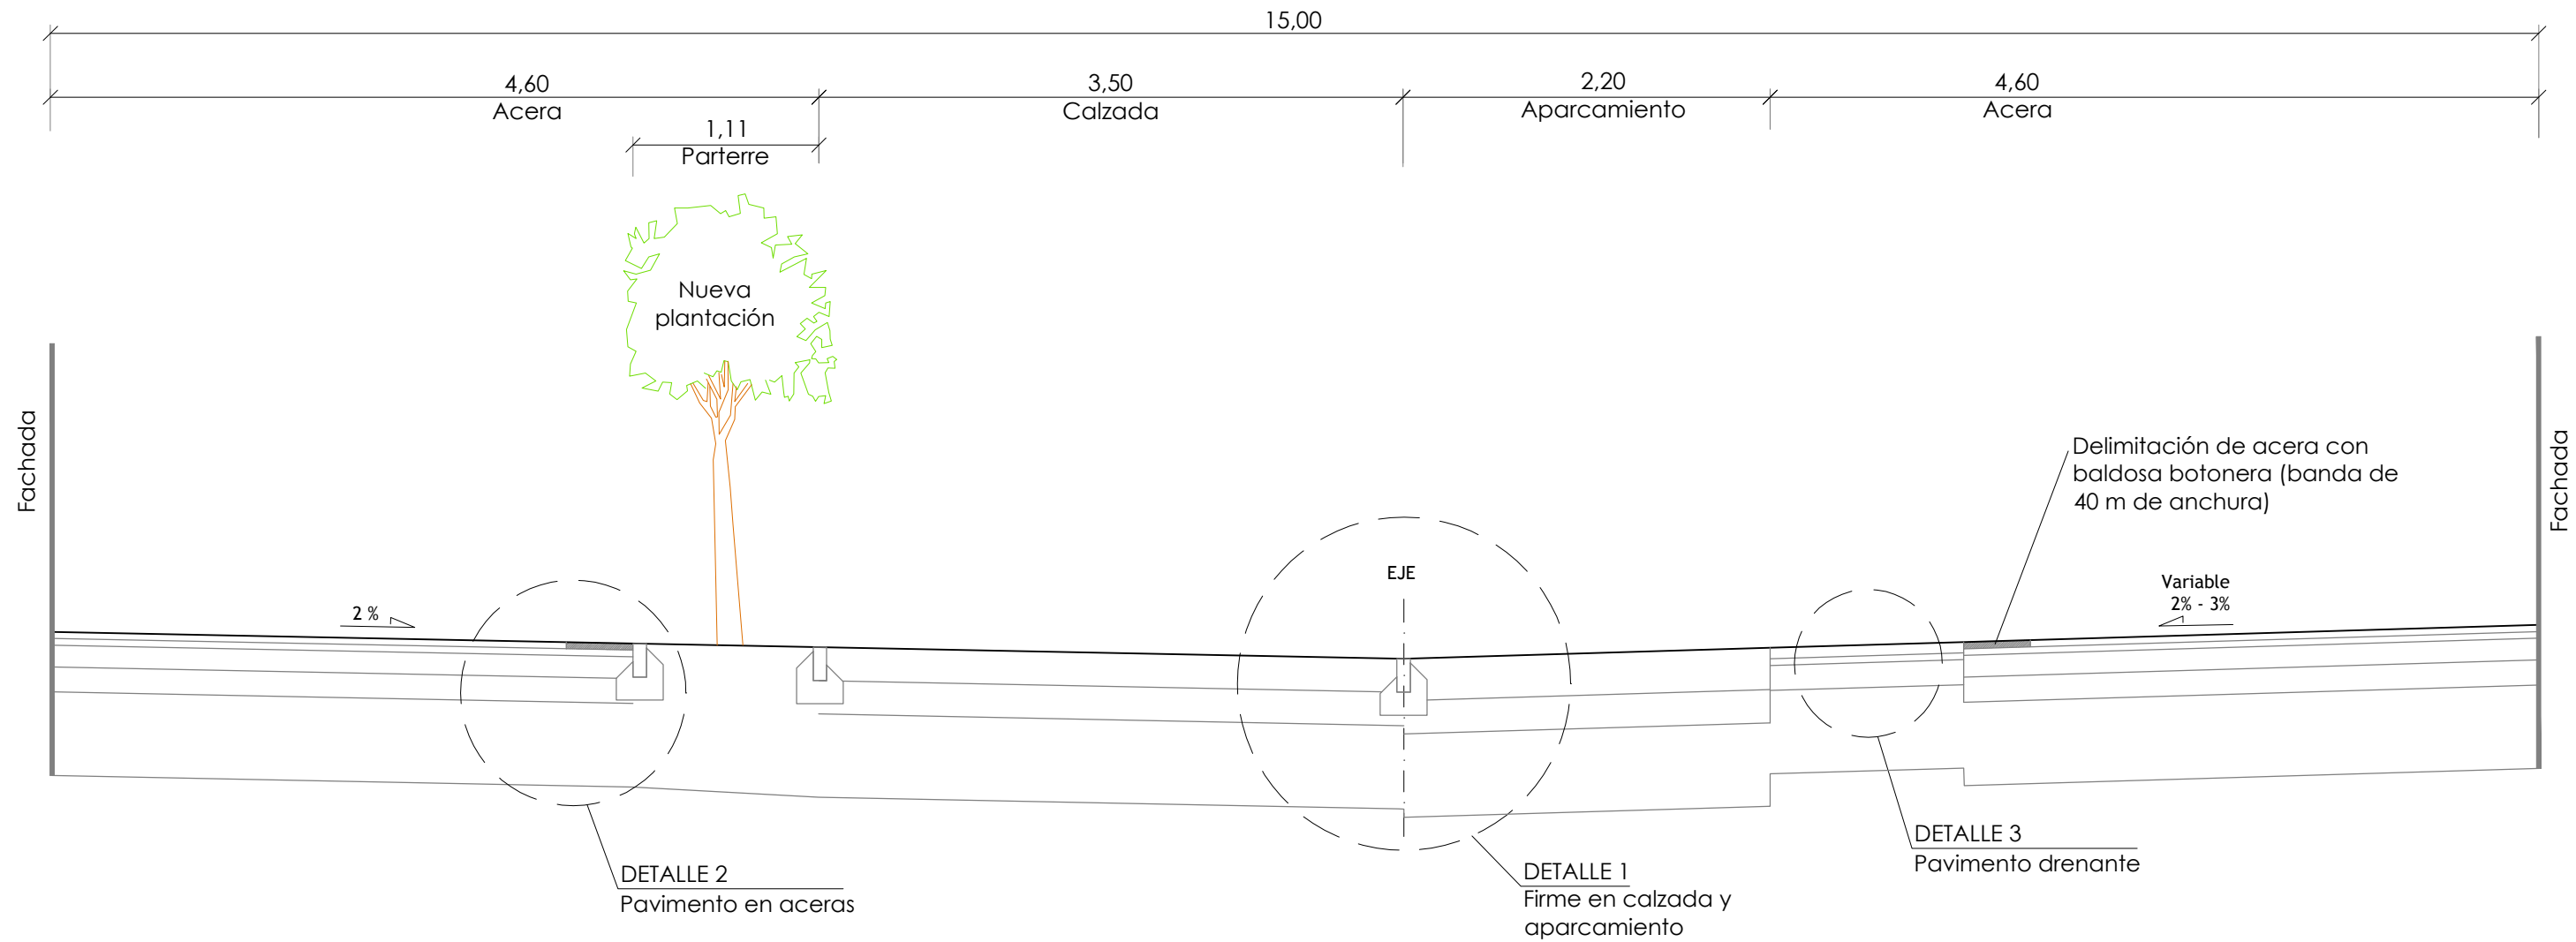 15,00
4,60
Acera
3,50
Calzada
2,20
Aparcamiento
4,60
Acera
1,11
Parterre
Nueva
plantación
Fachada
Fachada
Delimitación de acera con
baldosa botonera (banda de
40 m de anchura)
EJE
2 %
Variable
2% - 3%
DETALLE 2
Pavimento en aceras
DETALLE 1
Firme en calzada y
aparcamiento
DETALLE 3
Pavimento drenante